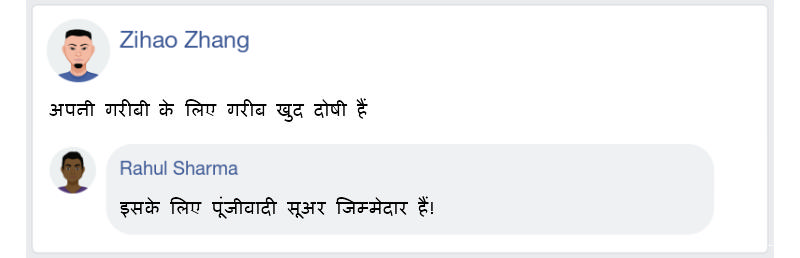 Zihao Zhang
अपनी गरीबी के लिए गरीब खुद दोषी हैं
Rahul Sharma
इसके लिए पूंजीवादी सूअर जिम्मेदार हैं!